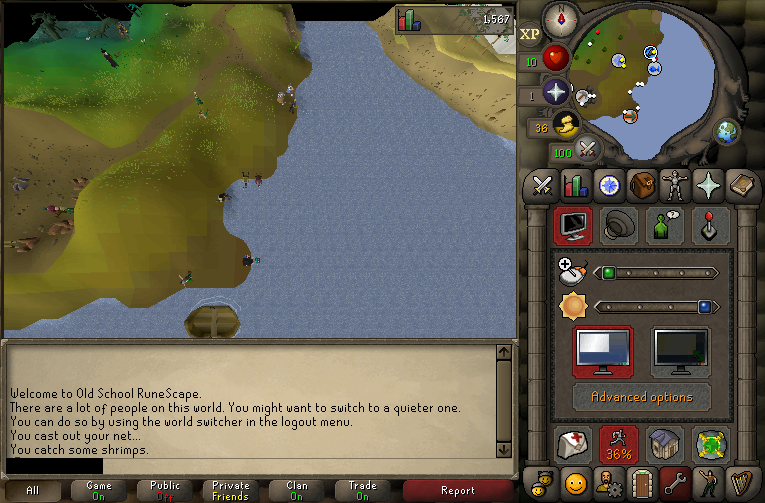 1,567
XP
10
1
36
100
Advanced options
36%
Welcome to Old School RuneScape.
There are a lot of people on this world. You might want to switch to a quieter one.
You can do so by using the world switcher in the logout menu.
You cast out your net...
You catch some shrimps.
All
Game
On
Public
Off
Private
Friends
Clan
On
Trade
On
Report